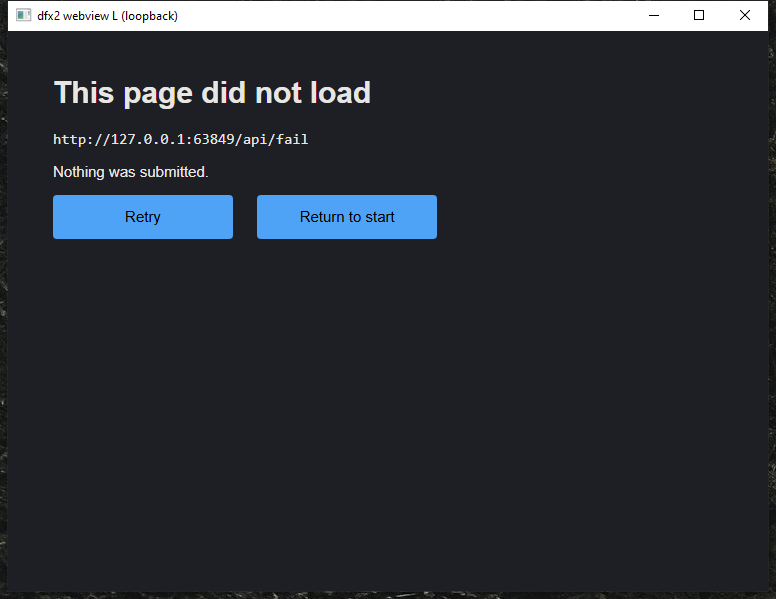 dfx2 webview L (loopback)
This page did not load
http://127.0.0.1:63849/api/fail
Nothing was submitted.
Retry
Return to start